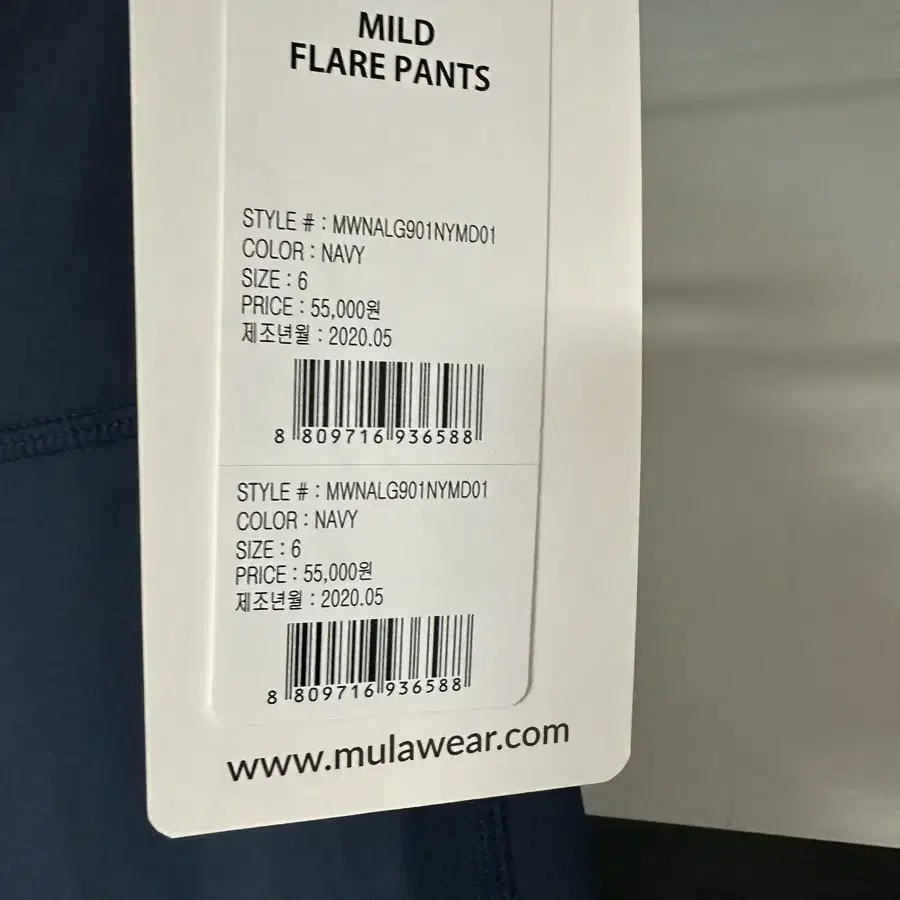 MILD
FLARE PANTS
STYLE # : MWNALG901NYMD01
COLOR : NAVY
SIZE : 6
PRICE : 55,000원
제조년월 : 2020.05
8 809716 936588
STYLE # : MWNALG901NYMD01
COLOR : NAVY
SIZE : 6
PRICE : 55,000원
제조년월 : 2020.05
8 809716 936588
www.mulawear.com